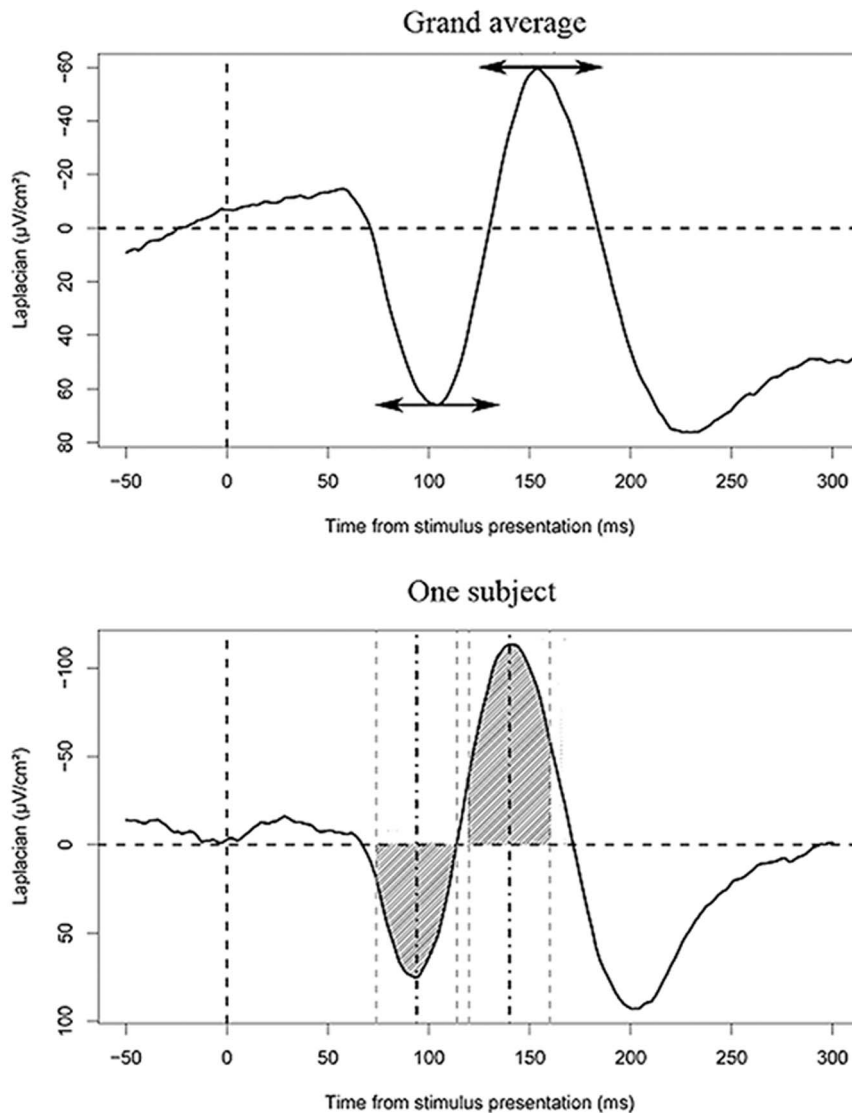 Grand average
-60
-40
-20
0
20
40
60
80
Laplacian (µV/cm²)
-50 0 50 100 150 200 250 300
Time from stimulus presentation (ms)
One subject
-100
-50
0
50
100
Laplacian (µV/cm²)
-50 0 50 100 150 200 250 300
Time from stimulus presentation (ms)